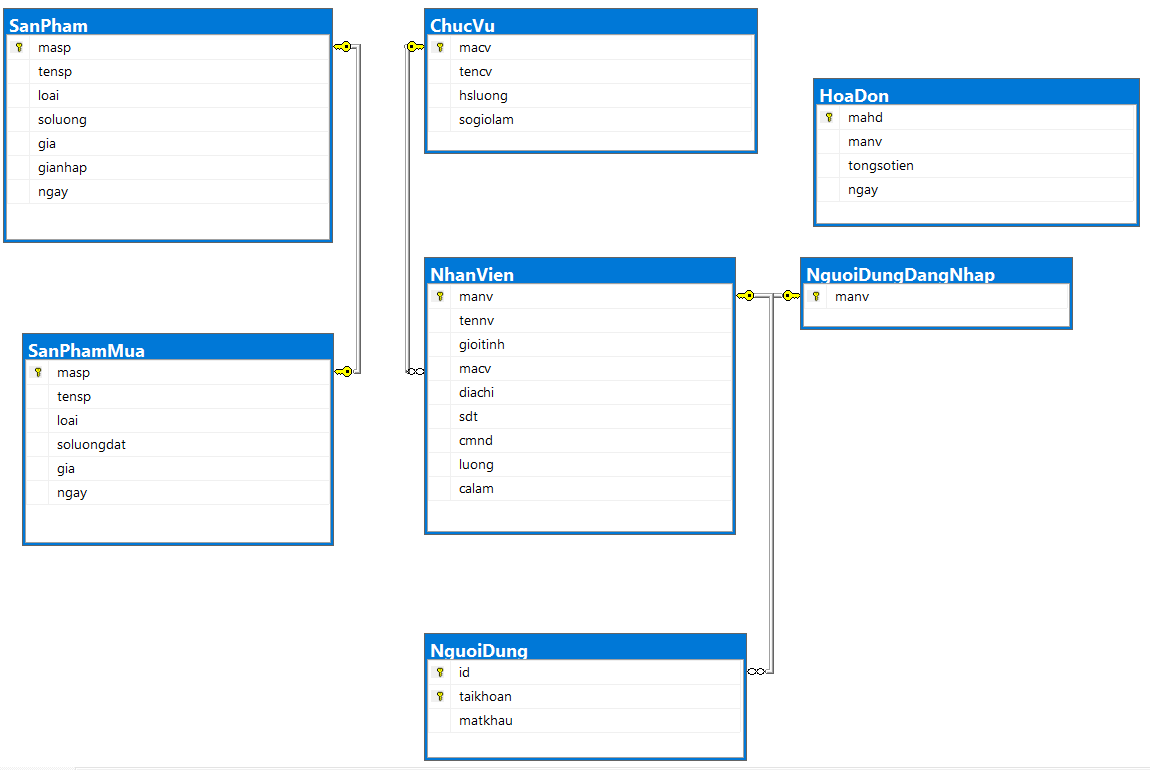 SanPham
masp
tensp
loai
soluong
gia
gianhap
ngay
ChucVu
macv
tencv
hsluong
sogiolam
HoaDon
mahd
manv
tongsotien
ngay
NhanVien
manv
tennv
gioitinh
macv
diachi
sdt
cmnd
luong
calam
NguoiDungDangNhap
manv
SanPhamMua
masp
tensp
loai
soluongdat
gia
ngay
NguoiDung
id
taikhoan
matkhau